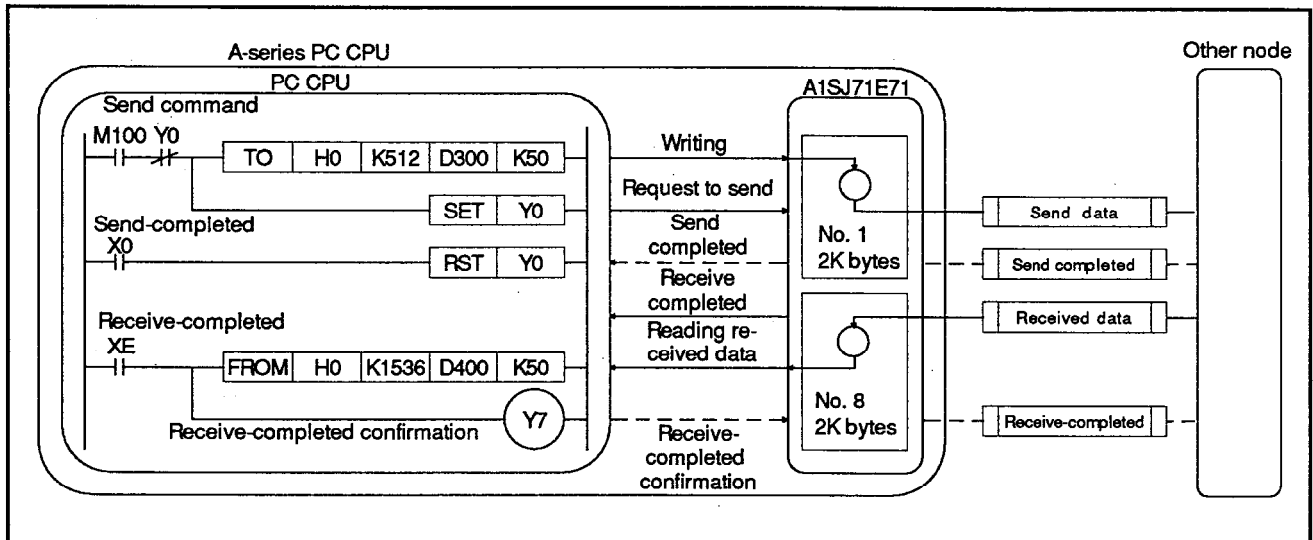 A-series PC CPU
Other node
PC CPU
A1SJ71E71
Send command
M100 Y0
TO H0 K512 D300 K50
Writing
Request to send
SET Y0
Send data
Send-completed
X0
RST Y0
Send
completed
No. 1
2K bytes
Send completed
Receive
completed
Received data
Receive-completed
XE
Reading re-
ceived data
FROM H0 K1536 D400 K50
Y7
No. 8
2K bytes
Receive-completed confirmation
Receive-
completed
confirmation
Receive-completed